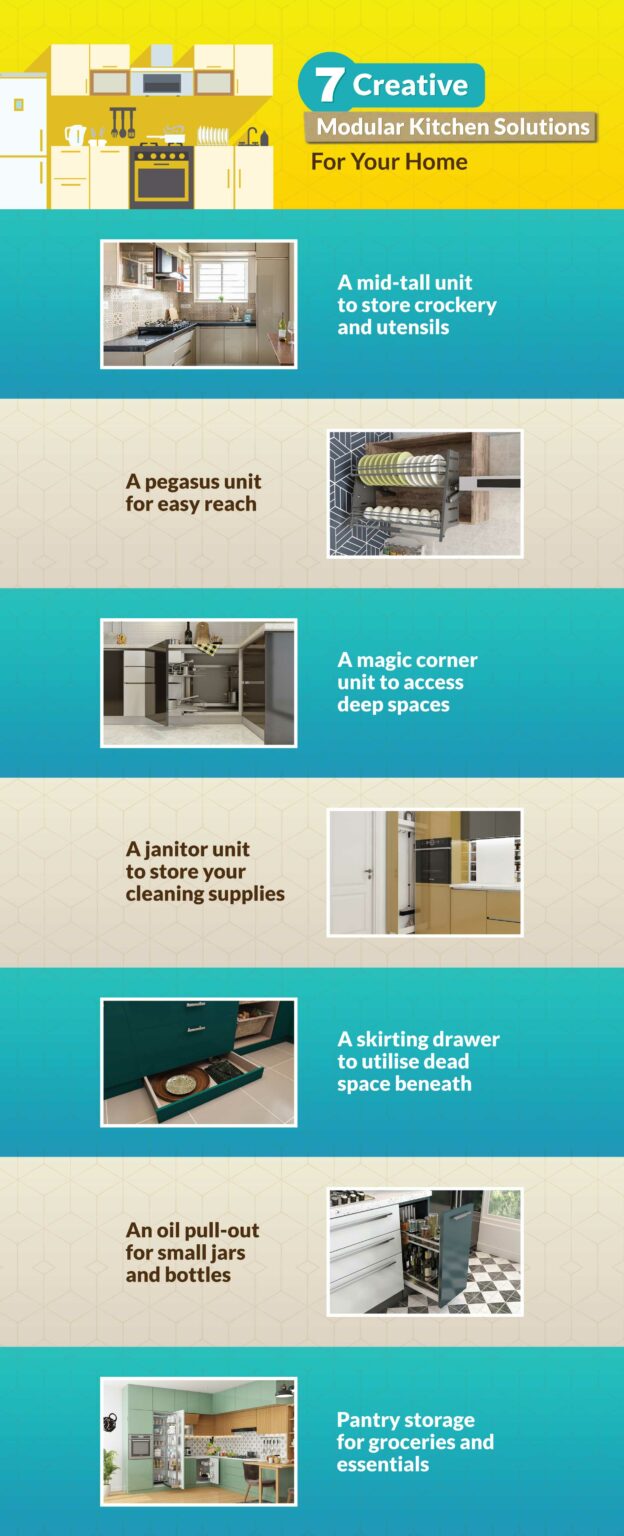 7 Creative
Modular Kitchen Solutions
For Your Home
A mid-tall unit
to store crockery
and utensils
A pegasus unit
for easy reach
A magic corner
unit to access
deep spaces
A janitor unit
to store your
cleaning supplies
A skirting drawer
to utilise dead
space beneath
An oil pull-out
for small jars
and bottles
Pantry storage
for groceries and
essentials